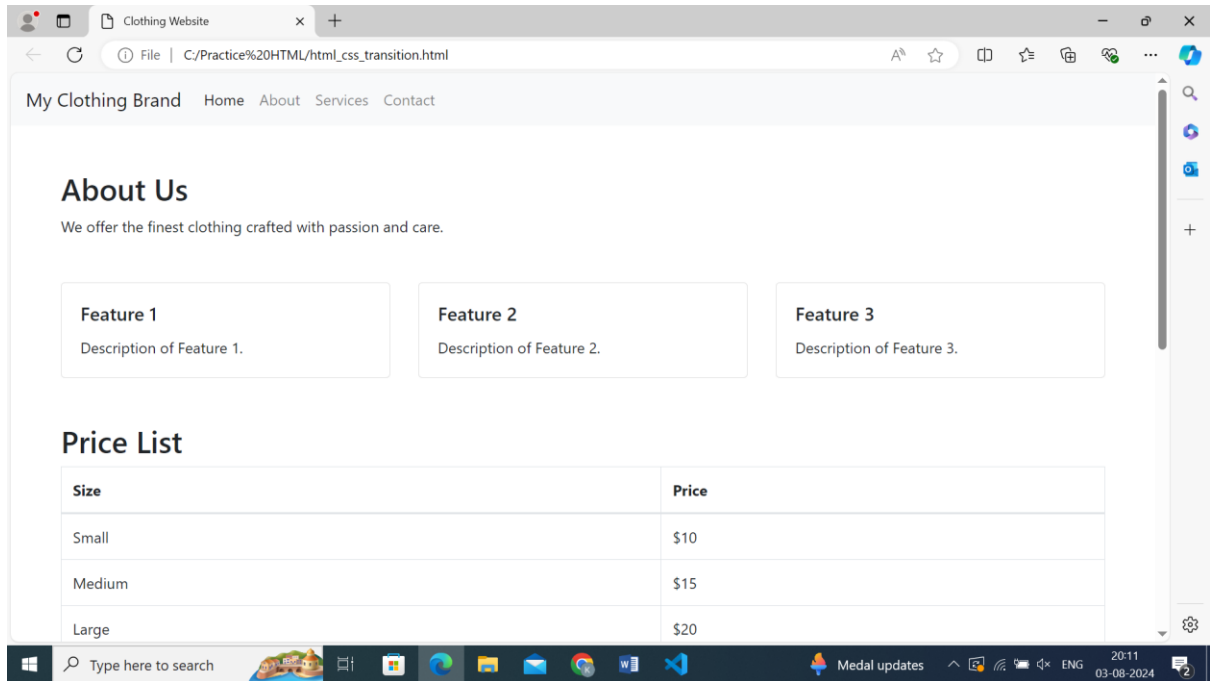 Clothing Website
File | C:/Practice%20HTML/html_css_transition.html
My Clothing Brand Home About Services Contact
About Us
We offer the finest clothing crafted with passion and care.
Feature 1 Feature 2 Feature 3
Description of Feature 1. Description of Feature 2. Description of Feature 3.
Price List
Size Price
Small $10
Medium $15
Large $20
Type here to search Medal updates ENG 20:11
03-08-2024 2